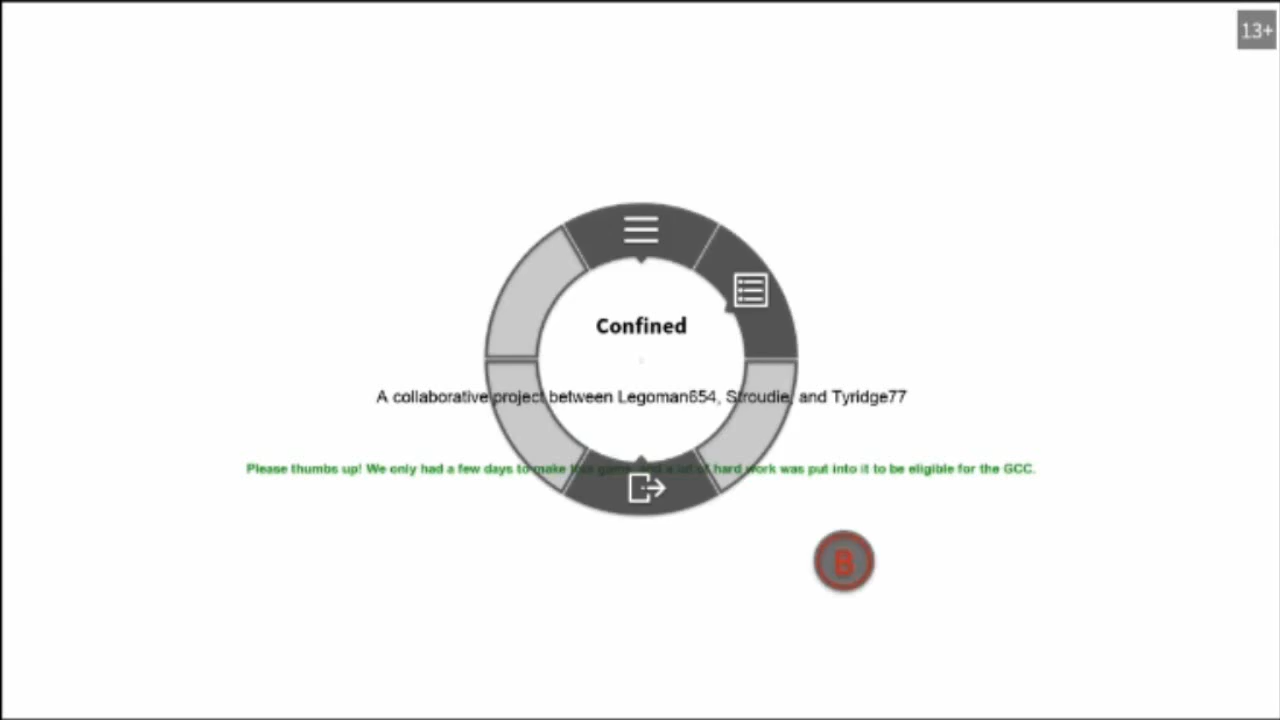 13+
Confined
A collaborative project between Legoman654, Stroudie, and Tyridge77
Please thumbs up! We only had a few days to make this game, and a lot of hard work was put into it to be eligible for the GCC.
B